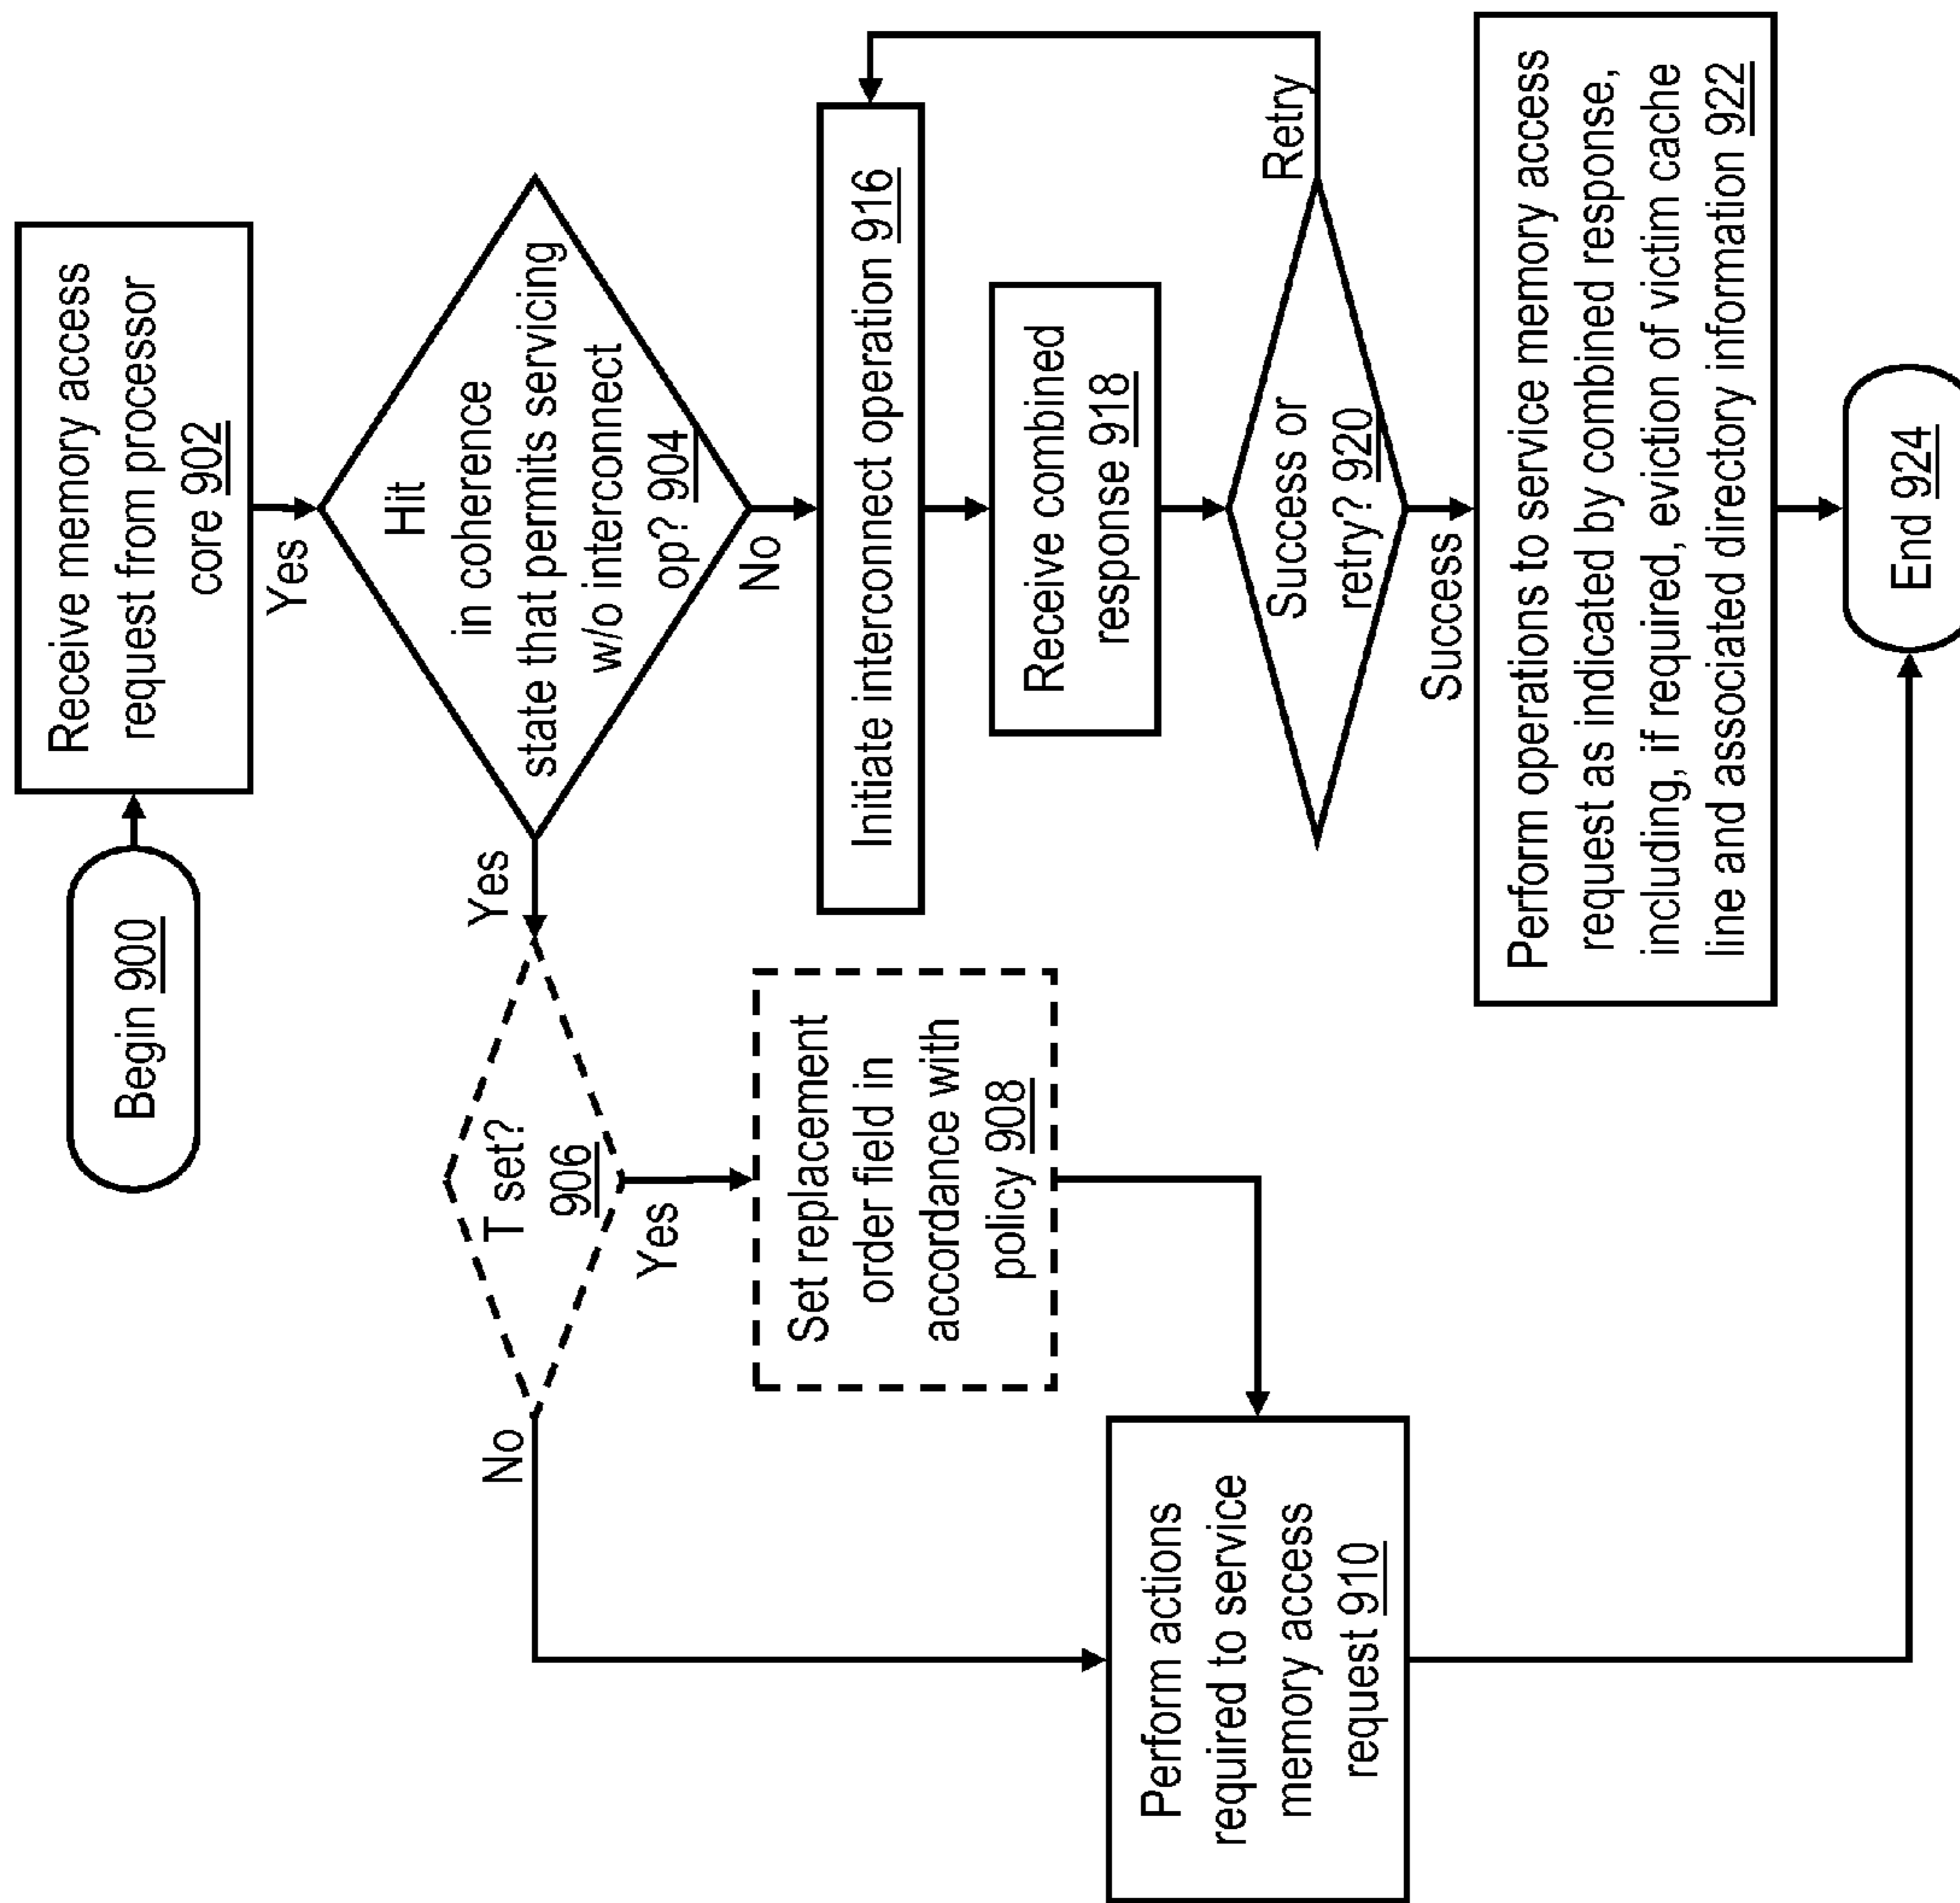 Begin 900
Receive memory access
request from processor
core 902
Yes
Hit
in coherence
state that permits servicing
w/o interconnect
op? 904
Yes
No
T set?
906
No
Yes
Set replacement
order field in
accordance with
policy 908
Perform actions
required to service
memory access
request 910
Initiate interconnect operation 916
Receive combined
response 918
Success or
retry? 920
Retry
Success
Perform operations to service memory access
request as indicated by combined response,
including, if required, eviction of victim cache
line and associated directory information 922
End 924